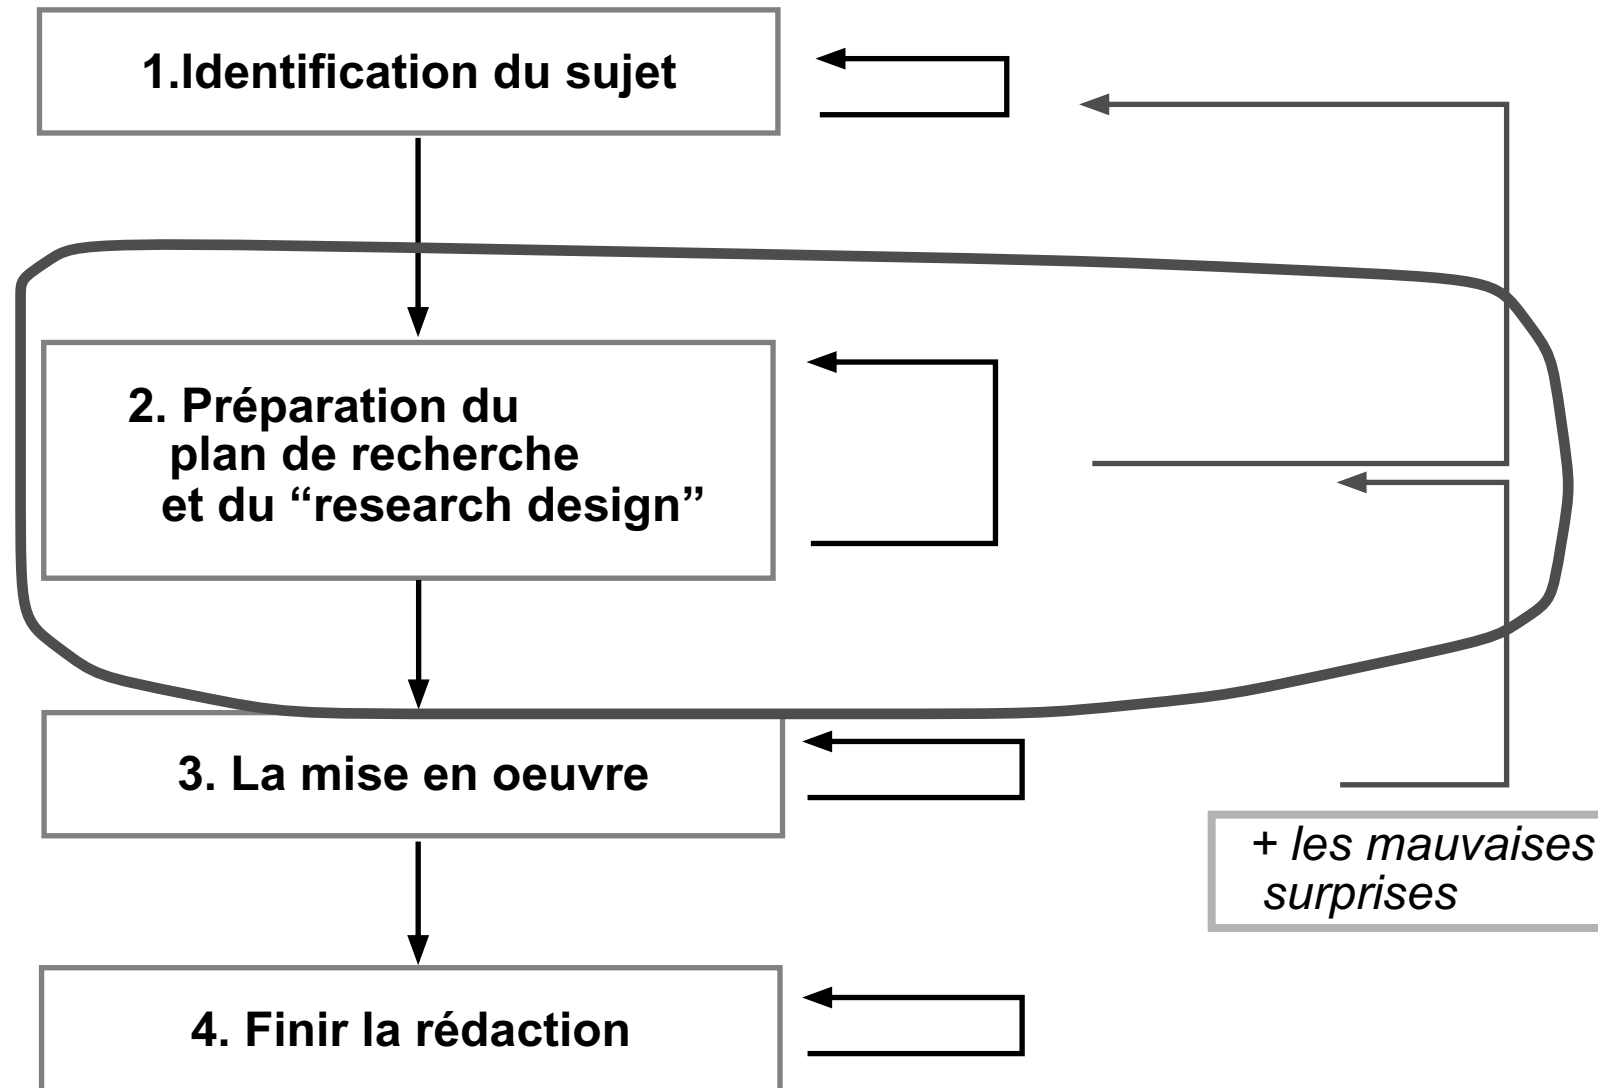 1.Identification du sujet
2. Préparation du
plan de recherche
et du “research design”
3. La mise en oeuvre
+ les mauvaises
surprises
4. Finir la rédaction